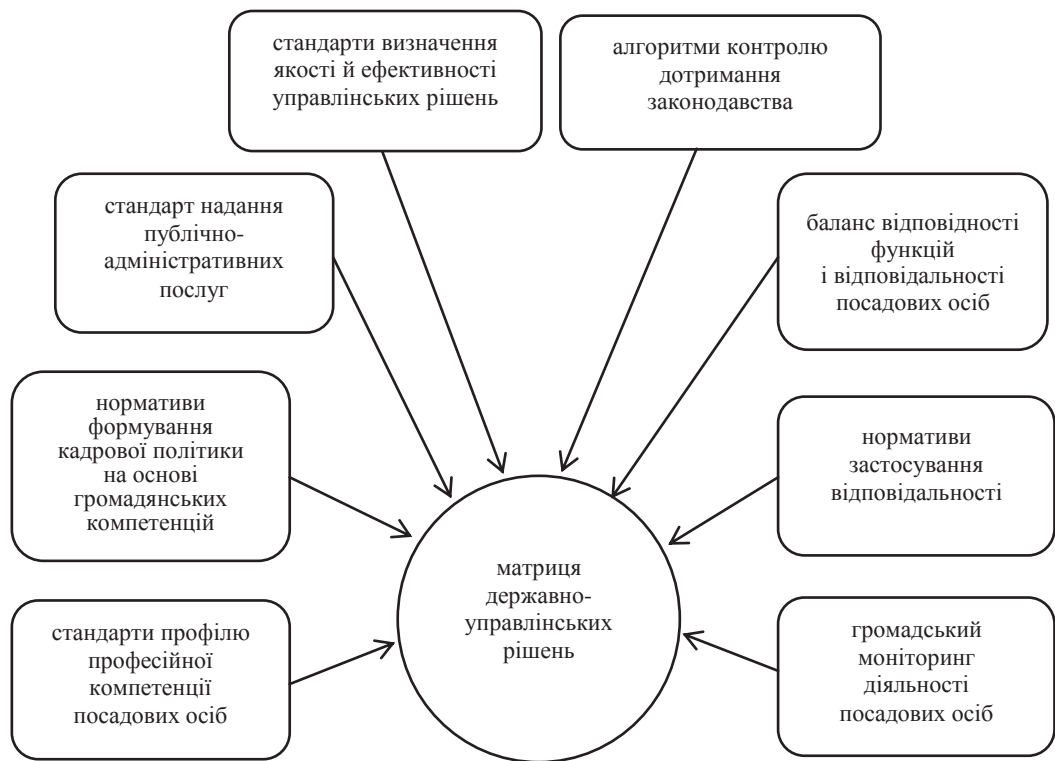 стандарти визначення
якості й ефективності
управлінських рішень
алгоритми контролю
дотримання
законодавства
стандарт надання
публічно-
адміністративних
послуг
баланс відповідності
функцій
і відповідальності
посадових осіб
нормативи
формування
кадрової політики
на основі
громадянських
компетенцій
нормативи
застосування
відповідальності
матриця
державно-
управлінських
рішень
стандарти профілю
професійної
компетенції
посадових осіб
громадський
моніторинг
діяльності
посадових осіб